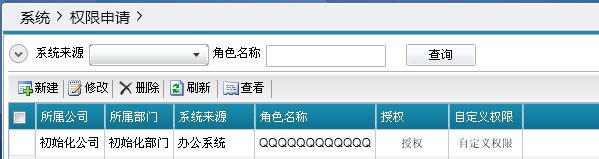 系统 > 权限申请 >
系统来源 角色名称 查询
新建 修改 删除 刷新 查看
所属公司 所属部门 系统来源 角色名称 授权 自定义权限
初始化公司 初始化部门 办公系统 QQQQQQQQQQQQ 授权 自定义权限